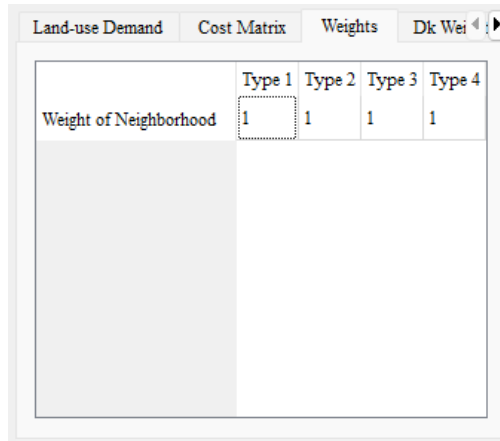 Land-use Demand Cost Matrix Weights Dk Wei
Type 1 Type 2 Type 3 Type 4
Weight of Neighborhood 1 1 1 1